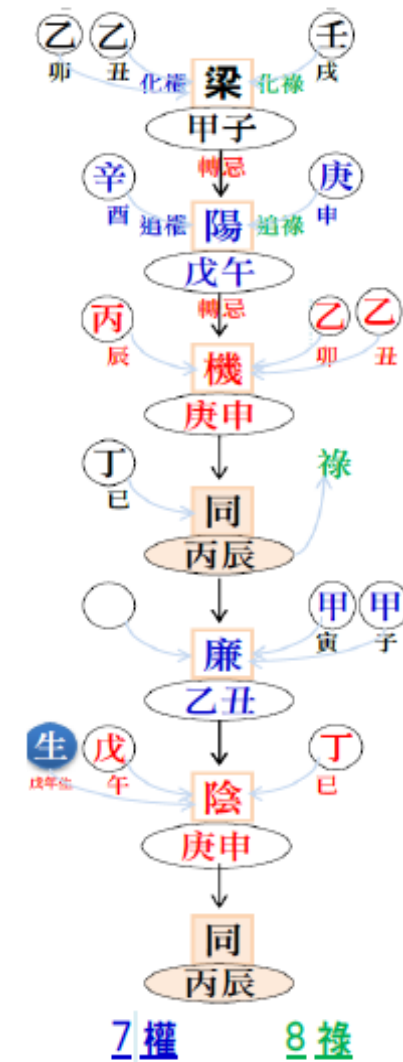 乙 乙 壬
卯 丑 戌
化權 梁 化祿
甲子
轉忌
辛 庚
酉 追權 陽 追祿 申
戊午
轉忌
丙 乙 乙
辰 機 卯 丑
庚申
丁 祿
巳 同
丙辰
甲 甲
廉 寅 子
乙丑
生 戊 丁
戊年生 午 陰 巳
庚申
同
丙辰
7 權 8 祿